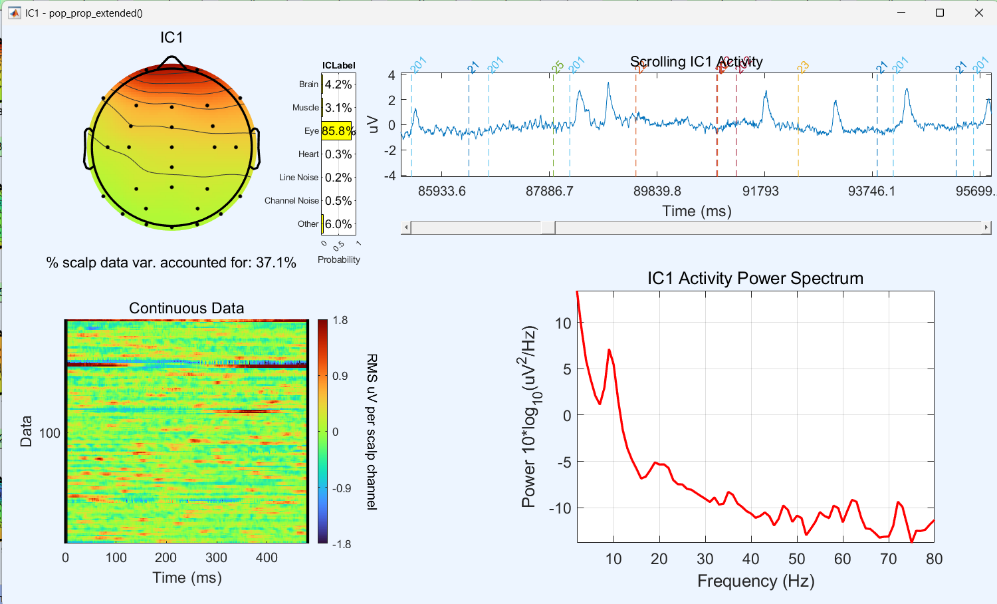 IC1 - pop_prop_extended()
IC1
ICLabel
Brain 4.2%
Muscle 3.1%
Eye 85.8%
Heart 0.3%
Line Noise 0.2%
Channel Noise 0.5%
Other 6.0%
0 0.5 1
Probability
% scalp data var. accounted for: 37.1%
Scrolling IC1 Activity
201 21 201 25 201 23 21 201 21 201
4
2
0
-2
-4
uV
85933.6 87886.7 89839.8 91793 93746.1 95699.
Time (ms)
Continuous Data
Data
100
0 200 400
Time (ms)
1.8
0.9
0
-0.9
-1.8
RMS uV per scalp channel
IC1 Activity Power Spectrum
Power 10*log10(uV2/Hz)
10
5
0
-5
-10
10 20 30 40 50 60 70 80
Frequency (Hz)